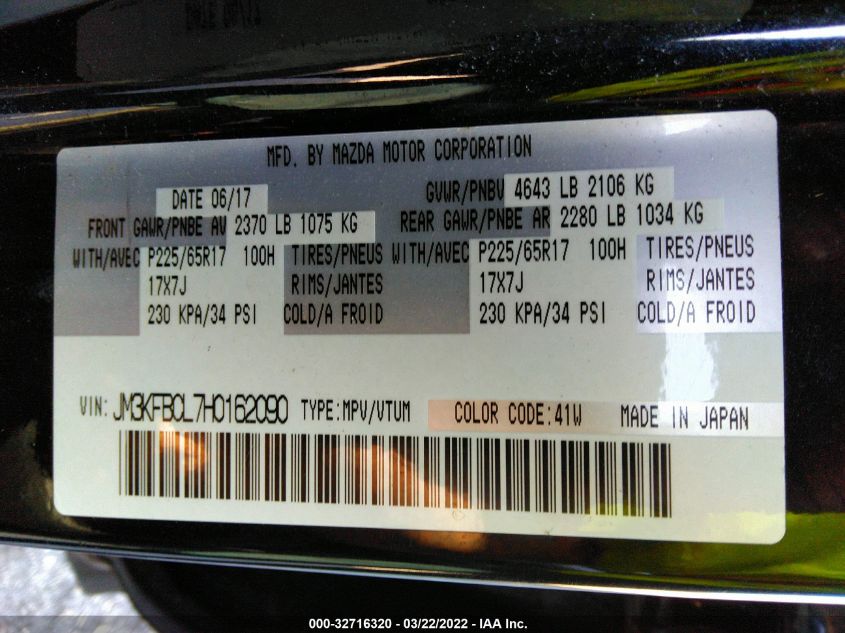 MFD. BY MAZDA MOTOR CORPORATION
DATE 06/17 GVWR/PNBV 4643 LB 2106 KG
FRONT GAWR/PNBE AV 2370 LB 1075 KG REAR GAWR/PNBE AR 2280 LB 1034 KG
WITH/AVEC P225/65R17 100H TIRES/PNEUS WITH/AVEC P225/65R17 100H TIRES/PNEUS
17X7J RIMS/JANTES 17X7J RIMS/JANTES
230 KPA/34 PSI COLD/A FROID 230 KPA/34 PSI COLD/A FROID
VIN: JM3KFBCL7H0162090 TYPE:MPV/VTUM COLOR CODE:41W MADE IN JAPAN
000-32716320 - 03/22/2022 - IAA Inc.